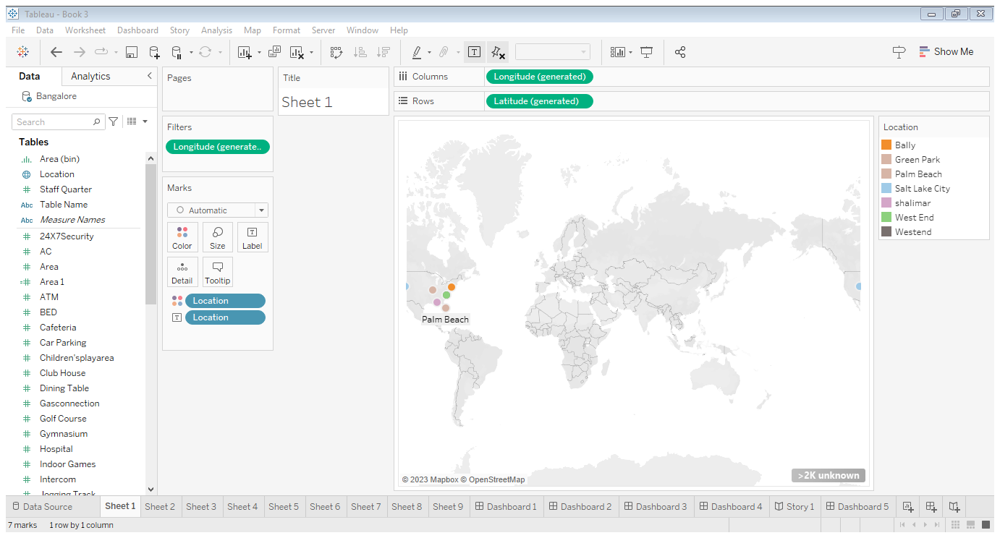 Tableau - Book 3
File Data Worksheet Dashboard Story Analysis Map Format Server Window Help
Show Me
Data Analytics
Bangalore
Search
Tables
Area (bin)
Location
Staff Quarter
Abc Table Name
Abc Measure Names
24X7Security
AC
Area
Area 1
ATM
BED
Cafeteria
Car Parking
Children'splayarea
Club House
Dining Table
Gasconnection
Golf Course
Gymnasium
Hospital
Indoor Games
Intercom
Jogging Track
Pages
Filters
Longitude (generate..
Marks
Automatic
Color Size Label
Detail Tooltip
Location
Location
Title
Sheet 1
Columns Longitude (generated)
Rows Latitude (generated)
Palm Beach
© 2023 Mapbox © OpenStreetMap
>2K unknown
Location
Bally
Green Park
Palm Beach
Salt Lake City
shalimar
West End
Westend
Data Source Sheet 1 Sheet 2 Sheet 3 Sheet 4 Sheet 5 Sheet 6 Sheet 7 Sheet 8 Sheet 9 Dashboard 1 Dashboard 2 Dashboard 3 Dashboard 4 Story 1 Dashboard 5
7 marks 1 row by 1 column